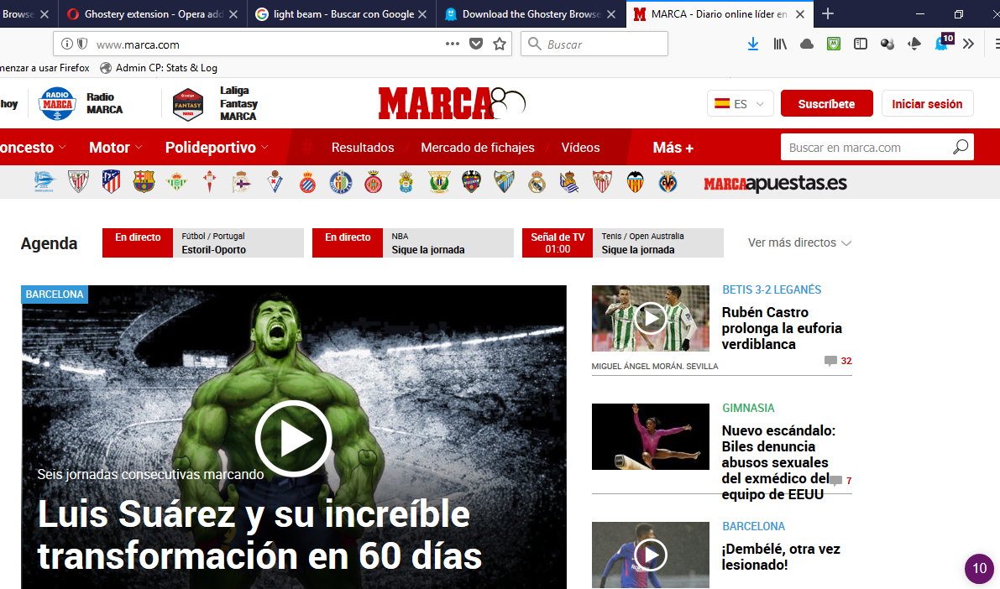 Browse
Ghostery extension - Opera add
light beam - Buscar con Google
Download the Ghostery Browse
MARCA - Diario online líder en
www.marca.com
Buscar
10
menzar a usar Firefox
Admin CP: Stats & Log
hoy
RADIO
MARCA
Radio
MARCA
FANTASY
MARCA
Laliga
Fantasy
MARCA
MARCA
ES
Suscríbete
Iniciar sesión
oncesto
Motor
Polideportivo
#
Resultados
/
Mercado de fichajes
/
Vídeos
Más +
Buscar en marca.com
MARCAapuestas.es
Agenda
En directo
Fútbol / Portugal
Estoril-Oporto
En directo
NBA
Sigue la jornada
Señal de TV
01:00
Tenis / Open Australia
Sigue la jornada
Ver más directos
BARCELONA
Seis jornadas consecutivas marcando
Luis Suárez y su increíble
transformación en 60 días
BETIS 3-2 LEGANÉS
Rubén Castro
prolonga la euforia
verdiblanca
32
MIGUEL ÁNGEL MORÁN. SEVILLA
GIMNASIA
Nuevo escándalo:
Biles denuncia
abusos sexuales
del exmédico del
7
equipo de EEUU
BARCELONA
¡Dembélé, otra vez
lesionado!
10